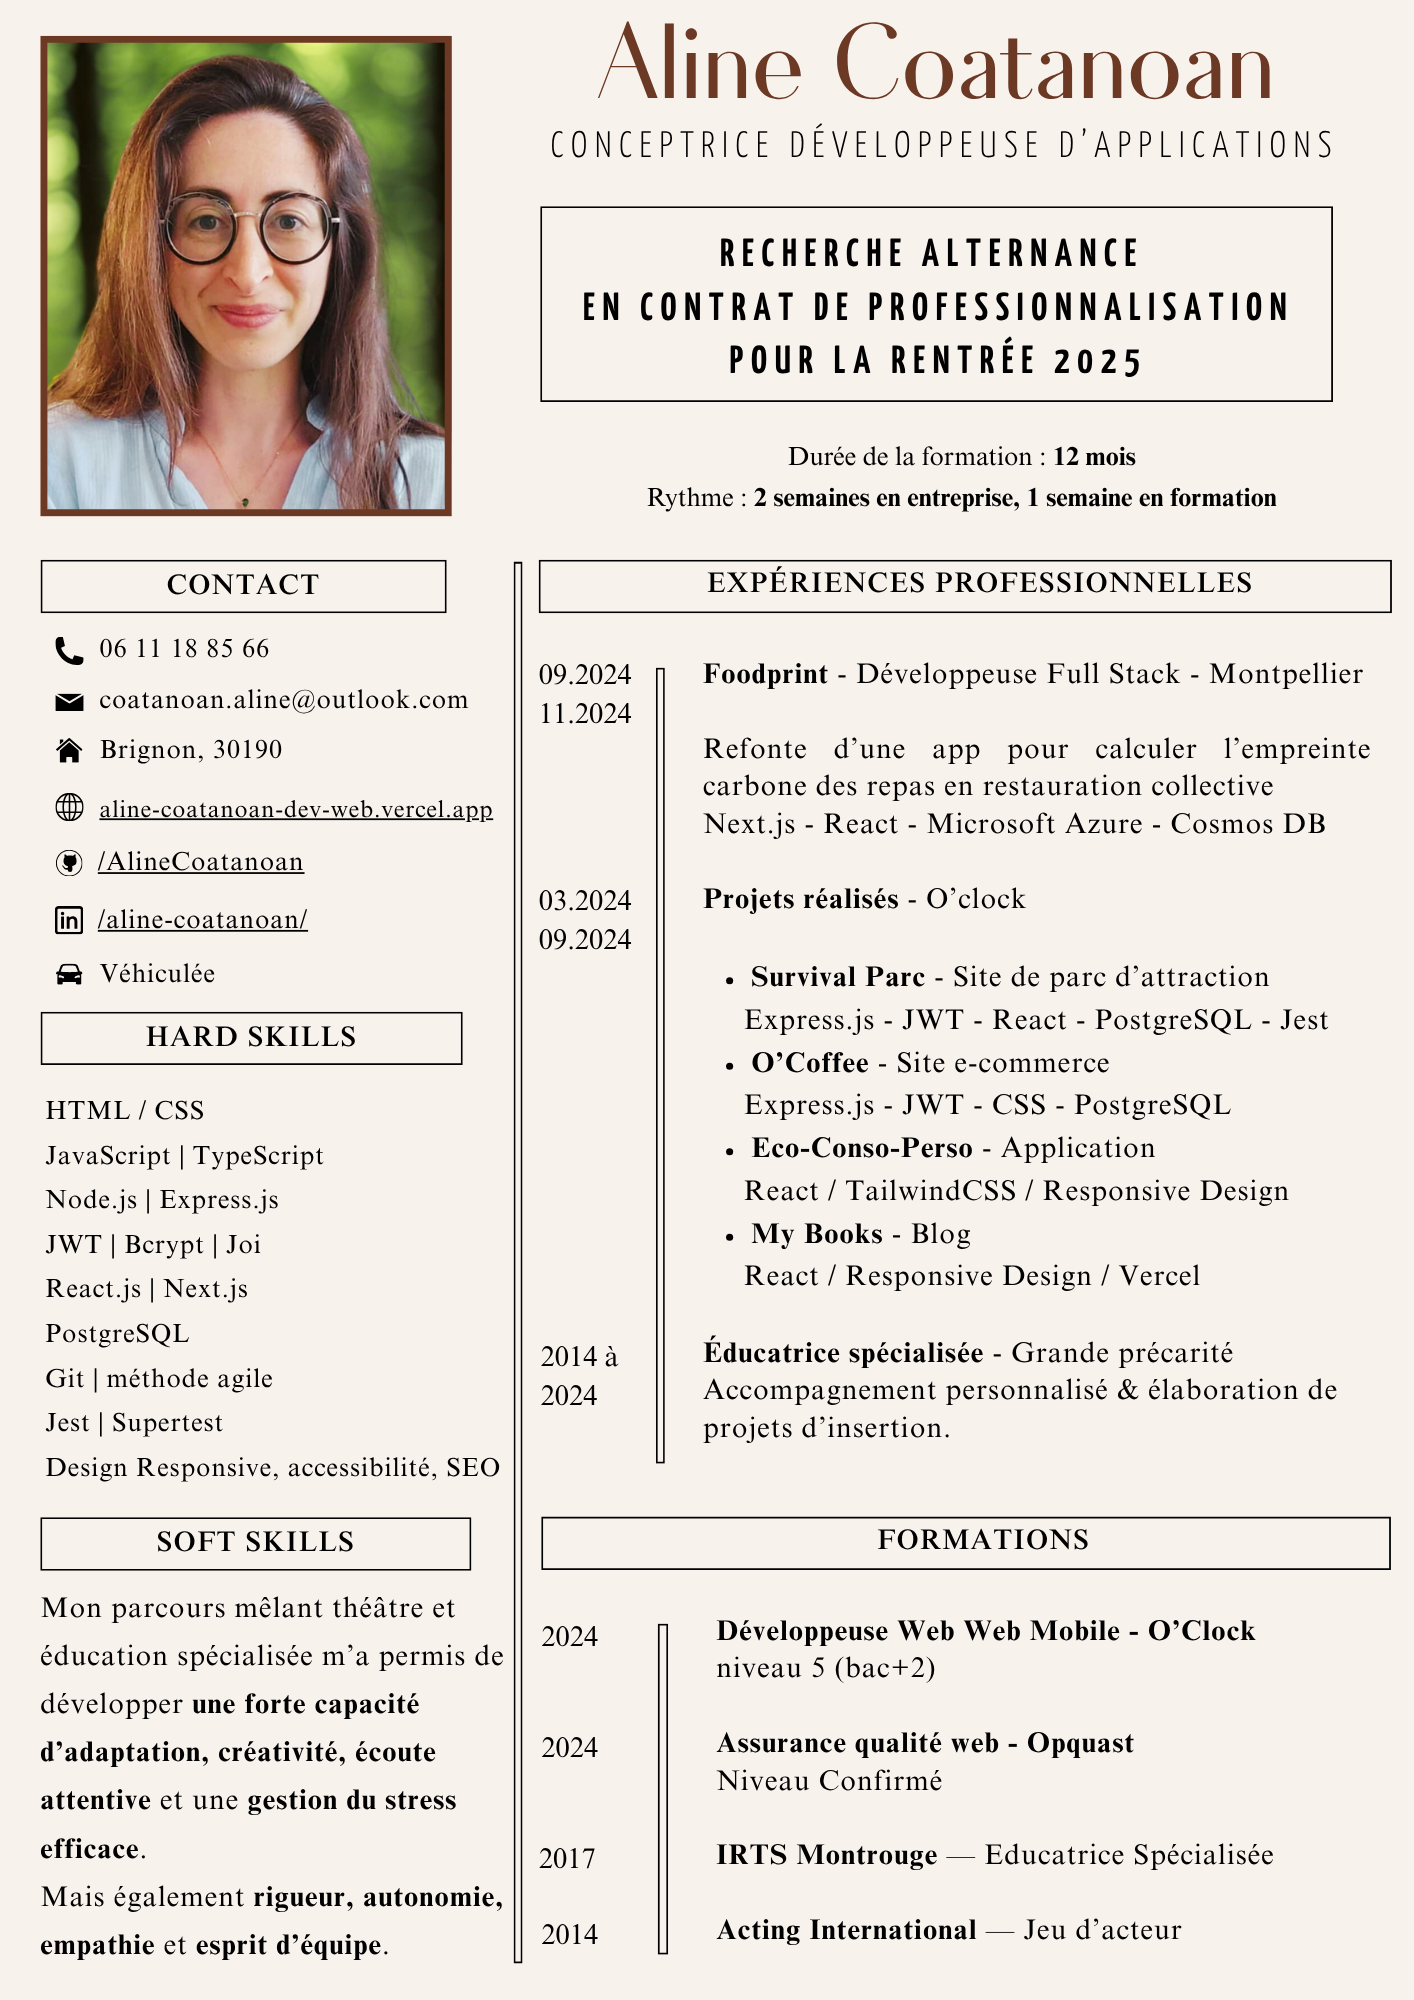 Aline Coatanoan
CONCEPTRICE DÉVELOPPEUSE D’APPLICATIONS
RECHERCHE ALTERNANCE
EN CONTRAT DE PROFESSIONNALISATION
POUR LA RENTRÉE 2025
Durée de la formation : 12 mois
Rythme : 2 semaines en entreprise, 1 semaine en formation
CONTACT
06 11 18 85 66
coatanoan.aline@outlook.com
Brignon, 30190
aline-coatanoan-dev-web.vercel.app
/AlineCoatanoan
in /aline-coatanoan/
Véhiculée
HARD SKILLS
HTML / CSS
JavaScript | TypeScript
Node.js | Express.js
JWT | Bcrypt | Joi
React.js | Next.js
PostgreSQL
Git | méthode agile
Jest | Supertest
Design Responsive, accessibilité, SEO
SOFT SKILLS
Mon parcours mêlant théâtre et
éducation spécialisée m’a permis de
développer une forte capacité
d’adaptation, créativité, écoute
attentive et une gestion du stress
efficace.
Mais également rigueur, autonomie,
empathie et esprit d’équipe.
EXPÉRIENCES PROFESSIONNELLES
09.2024
11.2024
Foodprint - Développeuse Full Stack - Montpellier
Refonte d’une app pour calculer l’empreinte
carbone des repas en restauration collective
Next.js - React - Microsoft Azure - Cosmos DB
03.2024
09.2024
Projets réalisés - O’clock
• Survival Parc - Site de parc d’attraction
Express.js - JWT - React - PostgreSQL - Jest
• O’Coffee - Site e-commerce
Express.js - JWT - CSS - PostgreSQL
• Eco-Conso-Perso - Application
React / TailwindCSS / Responsive Design
• My Books - Blog
React / Responsive Design / Vercel
2014 à
2024
Éducatrice spécialisée - Grande précarité
Accompagnement personnalisé & élaboration de
projets d’insertion.
FORMATIONS
2024
Développeuse Web Web Mobile - O’Clock
niveau 5 (bac+2)
2024
Assurance qualité web - Opquast
Niveau Confirmé
2017
IRTS Montrouge — Educatrice Spécialisée
2014
Acting International — Jeu d’acteur